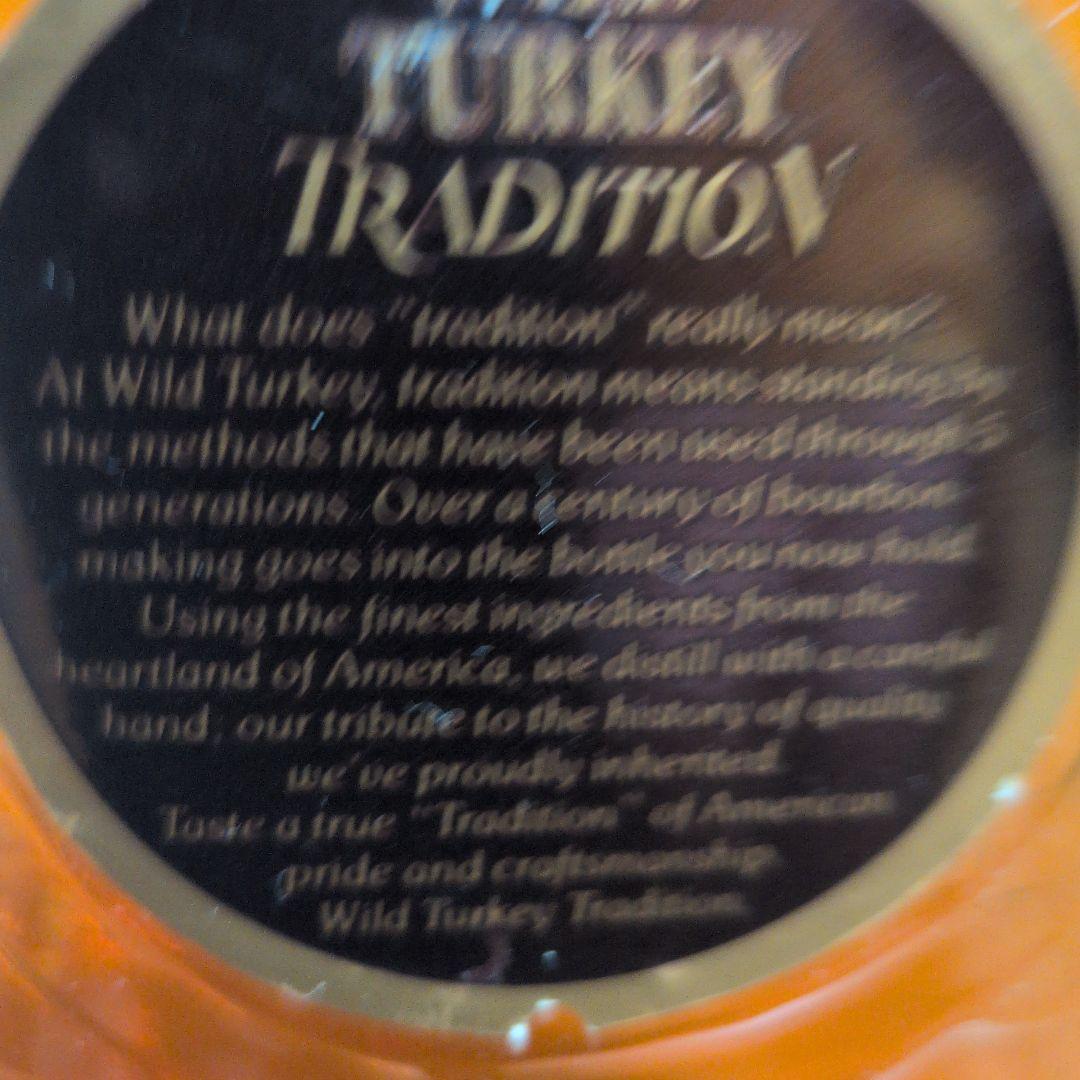 TURKEY
TRADITION
What does "tradition" really mean?
At Wild Turkey, tradition means standing by
the methods that have been used through 5
generations. Over a century of bourbon
making goes into the bottle you now hold.
Using the finest ingredients from the
heartland of America, we distill with a careful
hand, our tribute to the history of quality
we've proudly inherited.
Taste a true "Tradition" of American
pride and craftsmanship.
Wild Turkey Tradition.